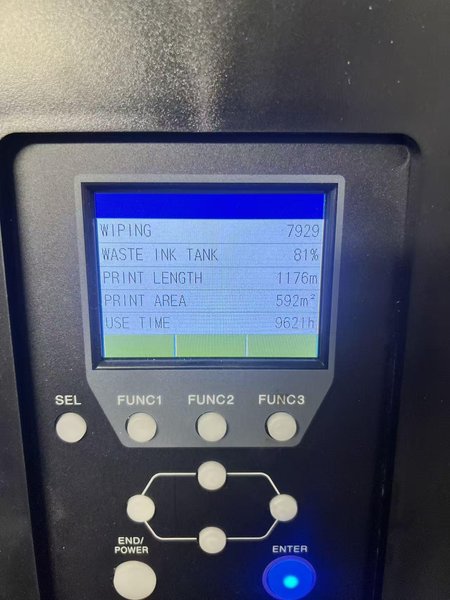 WIPING 7929
WASTE INK TANK 81%
PRINT LENGTH 1176m
PRINT AREA 592m²
USE TIME 9621h
SEL FUNC1 FUNC2 FUNC3
END/
POWER
ENTER